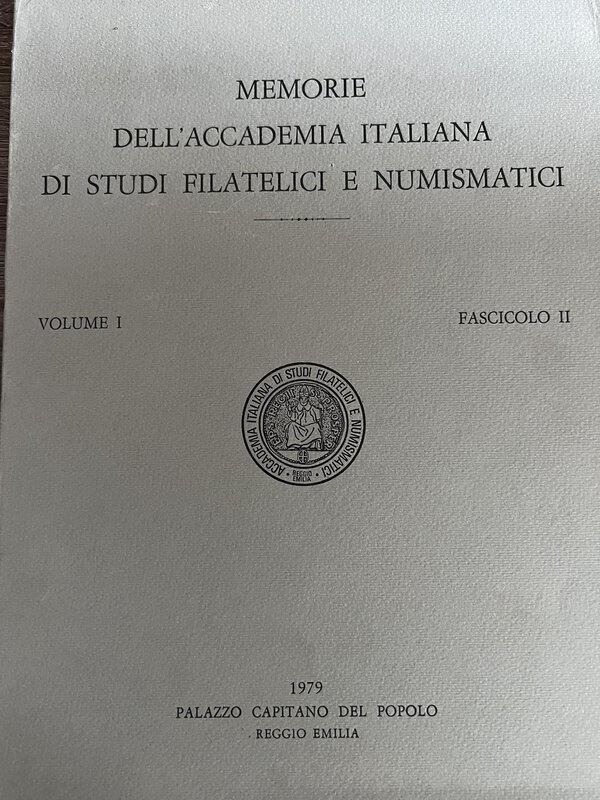 MEMORIE
DELL'ACCADEMIA ITALIANA
DI STUDI FILATELICI E NUMISMATICI
VOLUME I
FASCICOLO II
ACCADEMIA ITALIANA DI STUDI FILATELICI E NUMISMATICI
REGGIO
EMILIA
1979
PALAZZO CAPITANO DEL POPOLO
REGGIO EMILIA